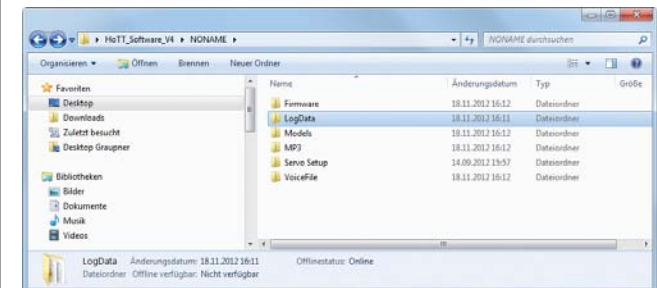 HoTT_Software_V4 ▸ NONAME ▸
NONAME durchsuchen
Organisieren Öffnen Brennen Neuer Ordner
Favoriten
Desktop
Downloads
Zuletzt besucht
Desktop Graupner
Bibliotheken
Bilder
Dokumente
Musik
Videos
Name Änderungsdatum Typ Größe
Firmware 18.11.2012 16:12 Dateiordner
LogData 18.11.2012 16:11 Dateiordner
Models 18.11.2012 16:12 Dateiordner
MP3 18.11.2012 16:12 Dateiordner
Servo Setup 14.09.2012 15:57 Dateiordner
VoiceFile 18.11.2012 16:12 Dateiordner
LogData Änderungsdatum: 18.11.2012 16:11 Offlinestatus: Online
Dateiordner Offline verfügbar: Nicht verfügbar